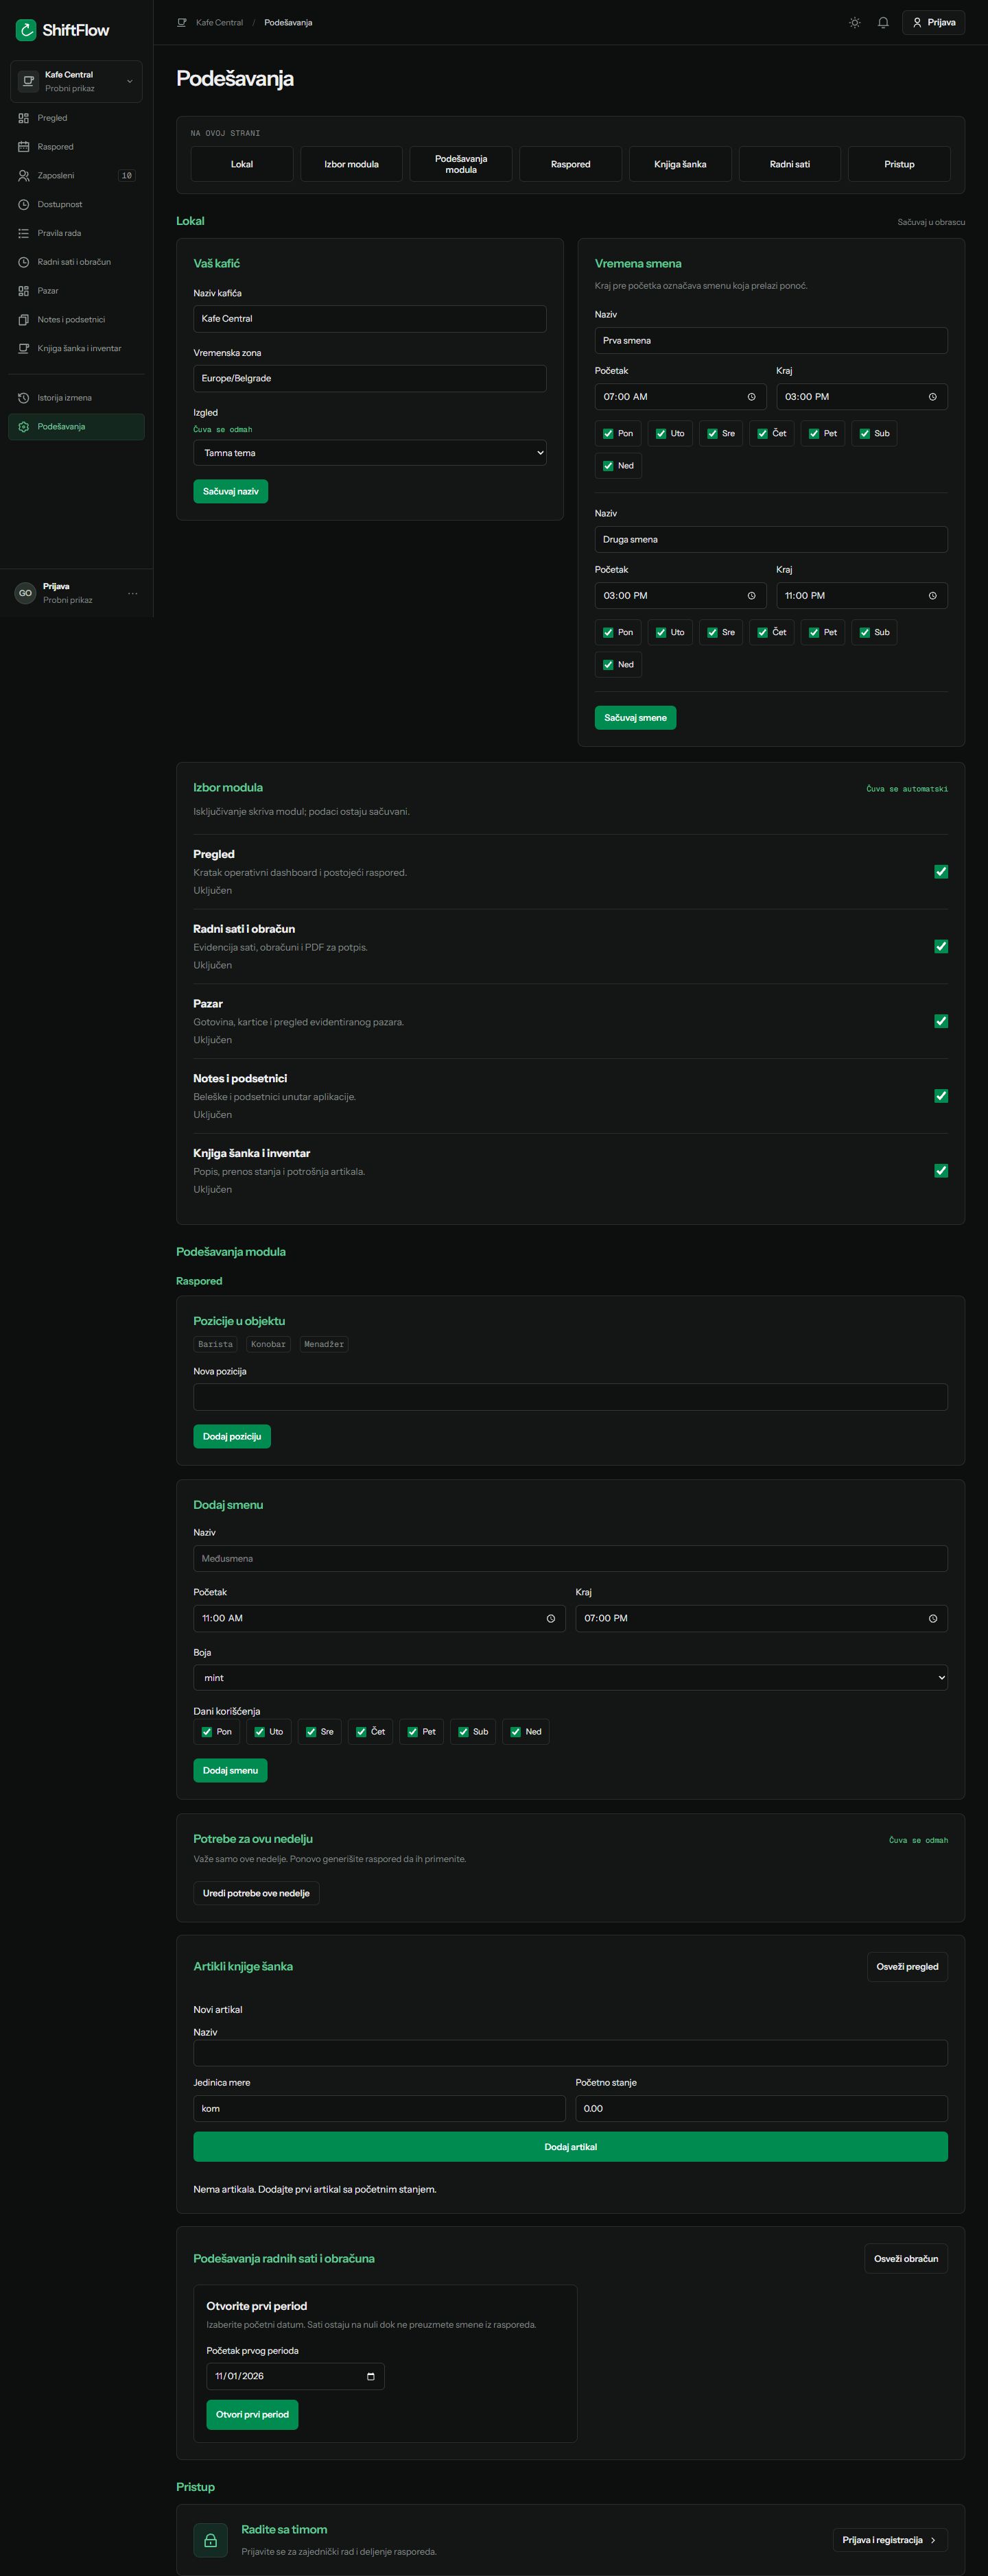 ShiftFlow
Kafe Central
Probni prikaz
Pregled
Raspored
Zaposleni 10
Dostupnost
Pravila rada
Radni sati i obračun
Pazar
Notes i podsetnici
Knjiga šanka i inventar
Istorija izmena
Podešavanja
GO
Prijava
Probni prikaz
Kafe Central / Podešavanja
Prijava
Podešavanja
NA OVOJ STRANI
Lokal
Izbor modula
Podešavanja
modula
Raspored
Knjiga šanka
Radni sati
Pristup
Lokal
Sačuvaj u obrascu
Vaš kafić
Naziv kafića
Kafe Central
Vremenska zona
Europe/Belgrade
Izgled
Čuva se odmah
Tamna tema
Sačuvaj naziv
Vremena smena
Kraj pre početka označava smenu koja prelazi ponoć.
Naziv
Prva smena
Početak Kraj
07:00 AM 03:00 PM
Pon Uto Sre Čet Pet Sub
Ned
Naziv
Druga smena
Početak Kraj
03:00 PM 11:00 PM
Pon Uto Sre Čet Pet Sub
Ned
Sačuvaj smene
Izbor modula
Čuva se automatski
Isključivanje skriva modul; podaci ostaju sačuvani.
Pregled
Kratak operativni dashboard i postojeći raspored.
Uključen
Radni sati i obračun
Evidencija sati, obračuni i PDF za potpis.
Uključen
Pazar
Gotovina, kartice i pregled evidentiranog pazara.
Uključen
Notes i podsetnici
Beleške i podsetnici unutar aplikacije.
Uključen
Knjiga šanka i inventar
Popis, prenos stanja i potrošnja artikala.
Uključen
Podešavanja modula
Raspored
Pozicije u objektu
Barista Konobar Menadžer
Nova pozicija
Dodaj poziciju
Dodaj smenu
Naziv
Međusmena
Početak Kraj
11:00 AM 07:00 PM
Boja
mint
Dani korišćenja
Pon Uto Sre Čet Pet Sub Ned
Dodaj smenu
Potrebe za ovu nedelju
Čuva se odmah
Važe samo ove nedelje. Ponovo generišite raspored da ih primenite.
Uredi potrebe ove nedelje
Artikli knjige šanka
Osveži pregled
Novi artikal
Naziv
Jedinica mere Početno stanje
kom 0.00
Dodaj artikal
Nema artikala. Dodajte prvi artikal sa početnim stanjem.
Podešavanja radnih sati i obračuna
Osveži obračun
Otvorite prvi period
Izaberite početni datum. Sati ostaju na nuli dok ne preuzmete smene iz rasporeda.
Početak prvog perioda
11/01/2026
Otvori prvi period
Pristup
Radite sa timom
Prijavite se za zajednički rad i deljenje rasporeda.
Prijava i registracija